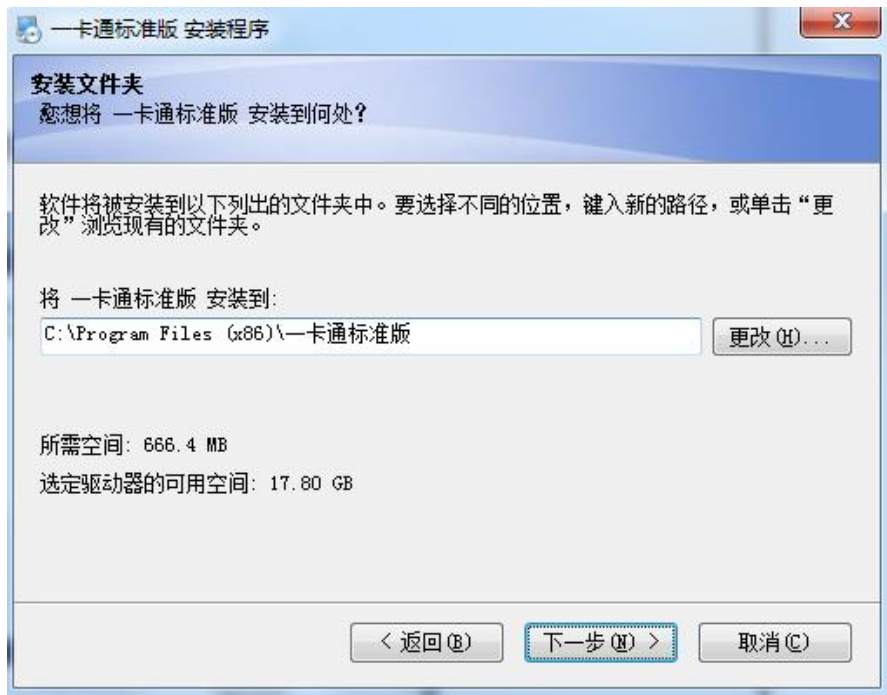 一卡通标准版 安装程序
安装文件夹
您想将 一卡通标准版 安装到何处?
软件将被安装到以下列出的文件夹中。要选择不同的位置，键入新的路径，或单击“更
改”浏览现有的文件夹。
将 一卡通标准版 安装到:
C:\Program Files (x86)\一卡通标准版
更改(H)...
所需空间: 666.4 MB
选定驱动器的可用空间: 17.80 GB
< 返回(B)
下一步(N) >
取消(C)